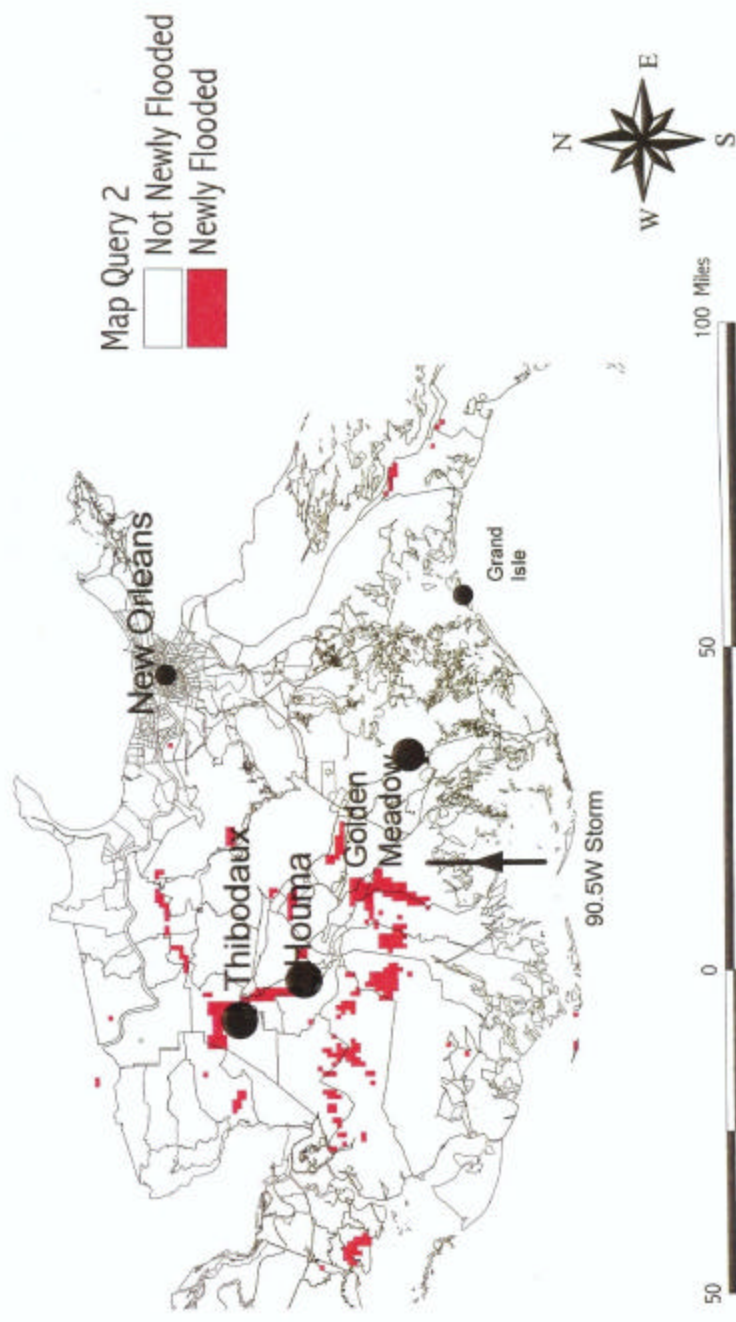 Map Query 2
Not Newly Flooded
Newly Flooded
New Orleans
Thibodaux
Houma
Golden
Meadow
Grand
Isle
90.5W Storm
N
W
E
S
50
0
50
100 Miles